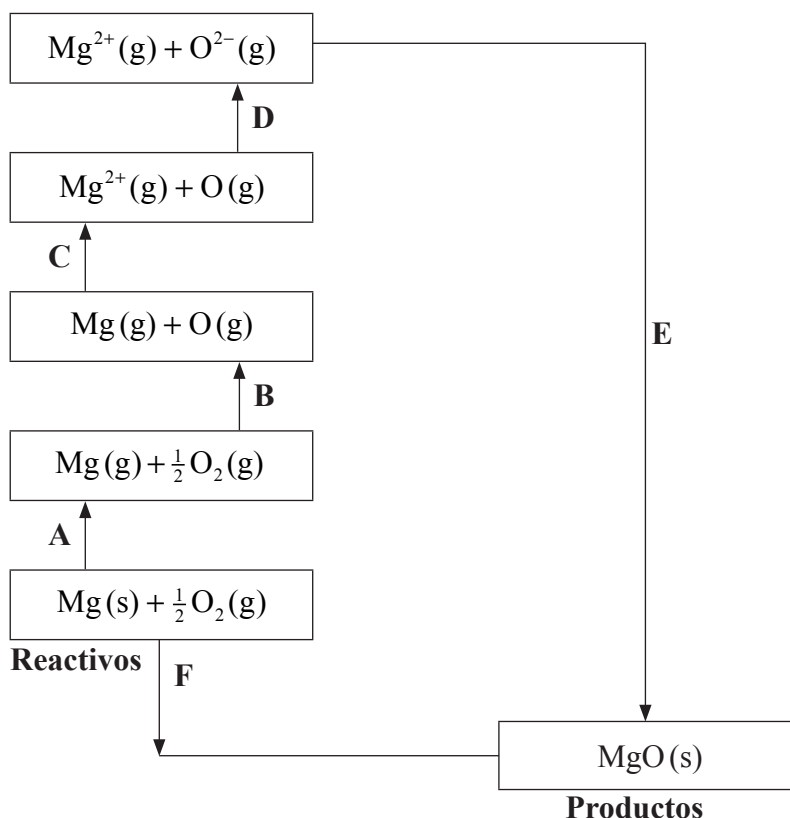 Mg²⁺(g) + O²⁻(g)
D
Mg²⁺(g) + O(g)
C
Mg(g) + O(g)
E
B
Mg(g) + ½O₂(g)
A
Mg(s) + ½O₂(g)
Reactivos
F
MgO(s)
Productos